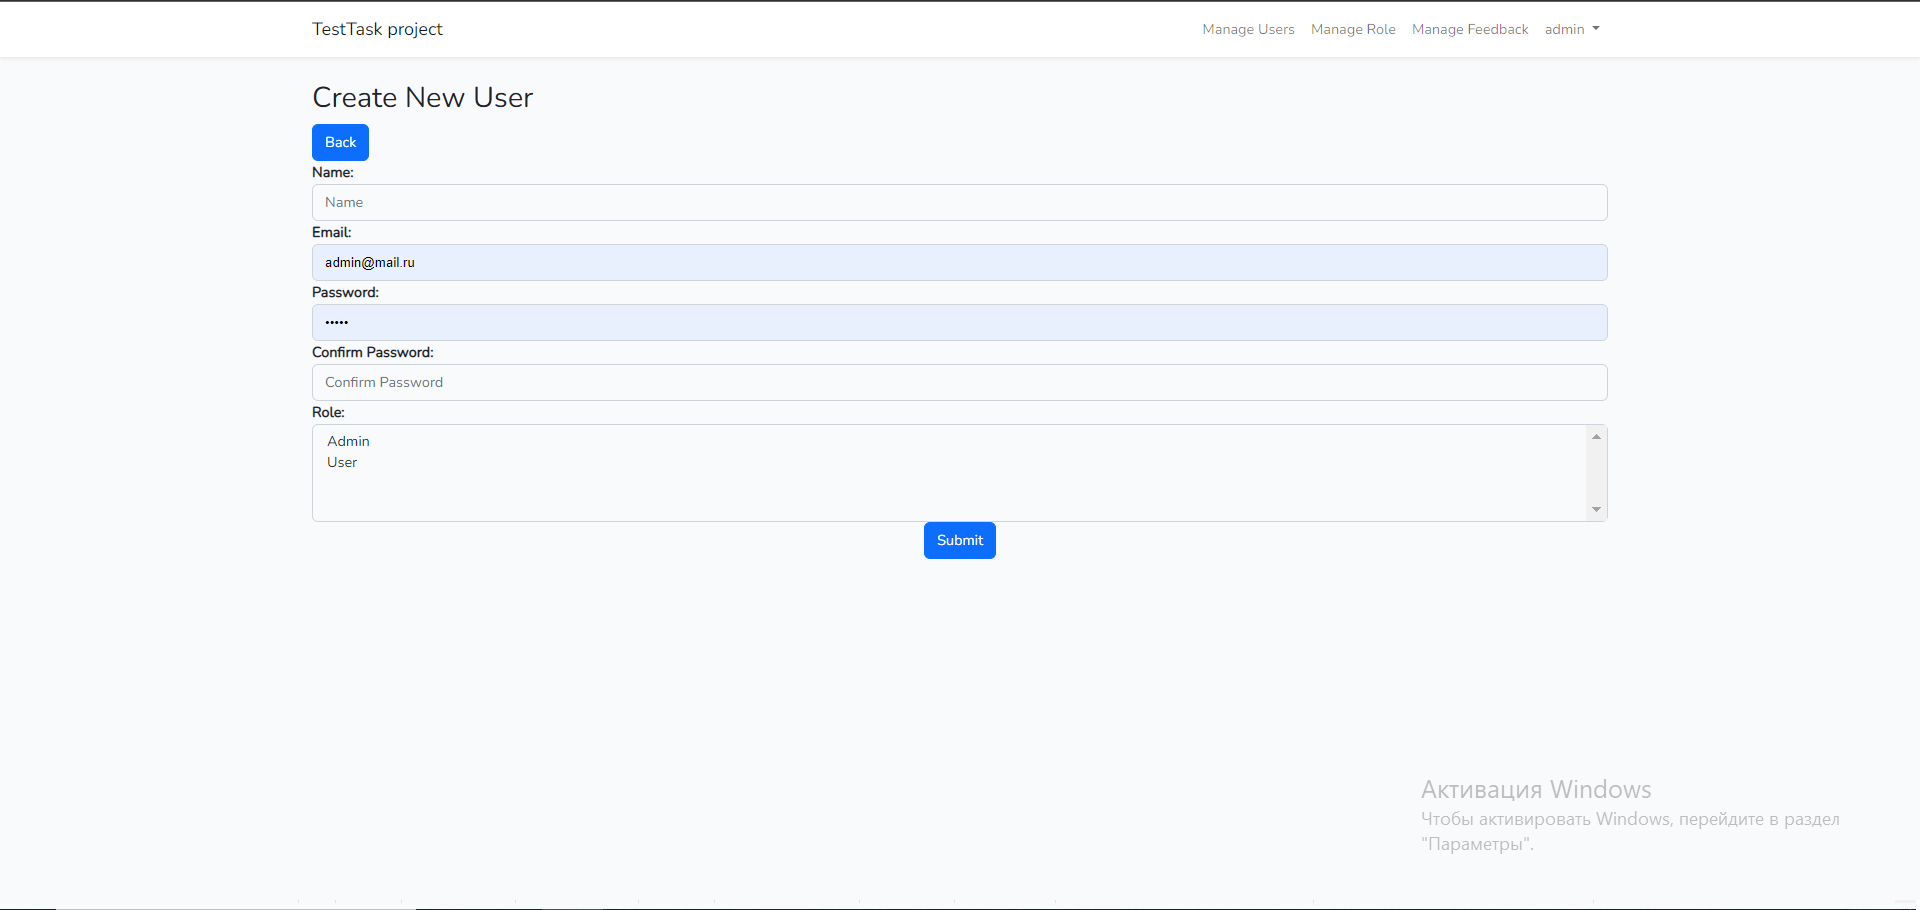 TestTask project
Manage Users Manage Role Manage Feedback admin
Create New User
Back
Name:
Name
Email:
admin@mail.ru
Password:
•••••
Confirm Password:
Confirm Password
Role:
Admin
User
Submit
Активация Windows
Чтобы активировать Windows, перейдите в раздел
"Параметры".